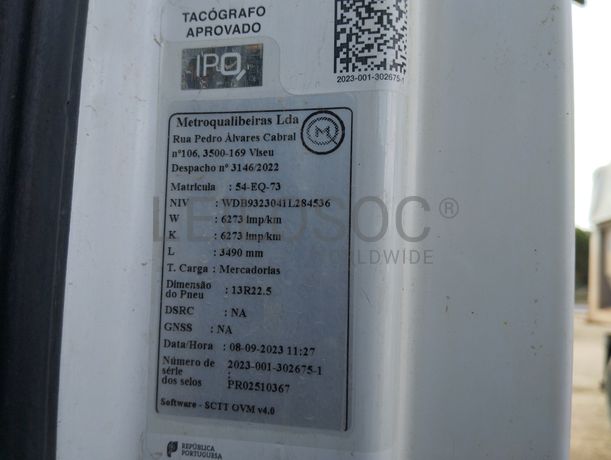 TACÓGRAFO
APROVADO
IPQ
2023-001-302675-1
Metroqualibeiras Lda
Rua Pedro Álvares Cabral
nº106, 3500-169 Viseu
Despacho nº 3146/2022
M
Matrícula : 54-EQ-73
NIV : WDB9323041L284536
W : 6273 imp/km
K : 6273 imp/km
L : 3490 mm
T. Carga : Mercadorias
Dimensão
do Pneu : 13R22.5
DSRC : NA
GNSS : NA
Data/Hora : 08-09-2023 11:27
Número de
série : 2023-001-302675-1
dos selos PR02510367
Software - SCTT OVM v4.0
REPÚBLICA
PORTUGUESA
LEILOSOC®
WORLDWIDE